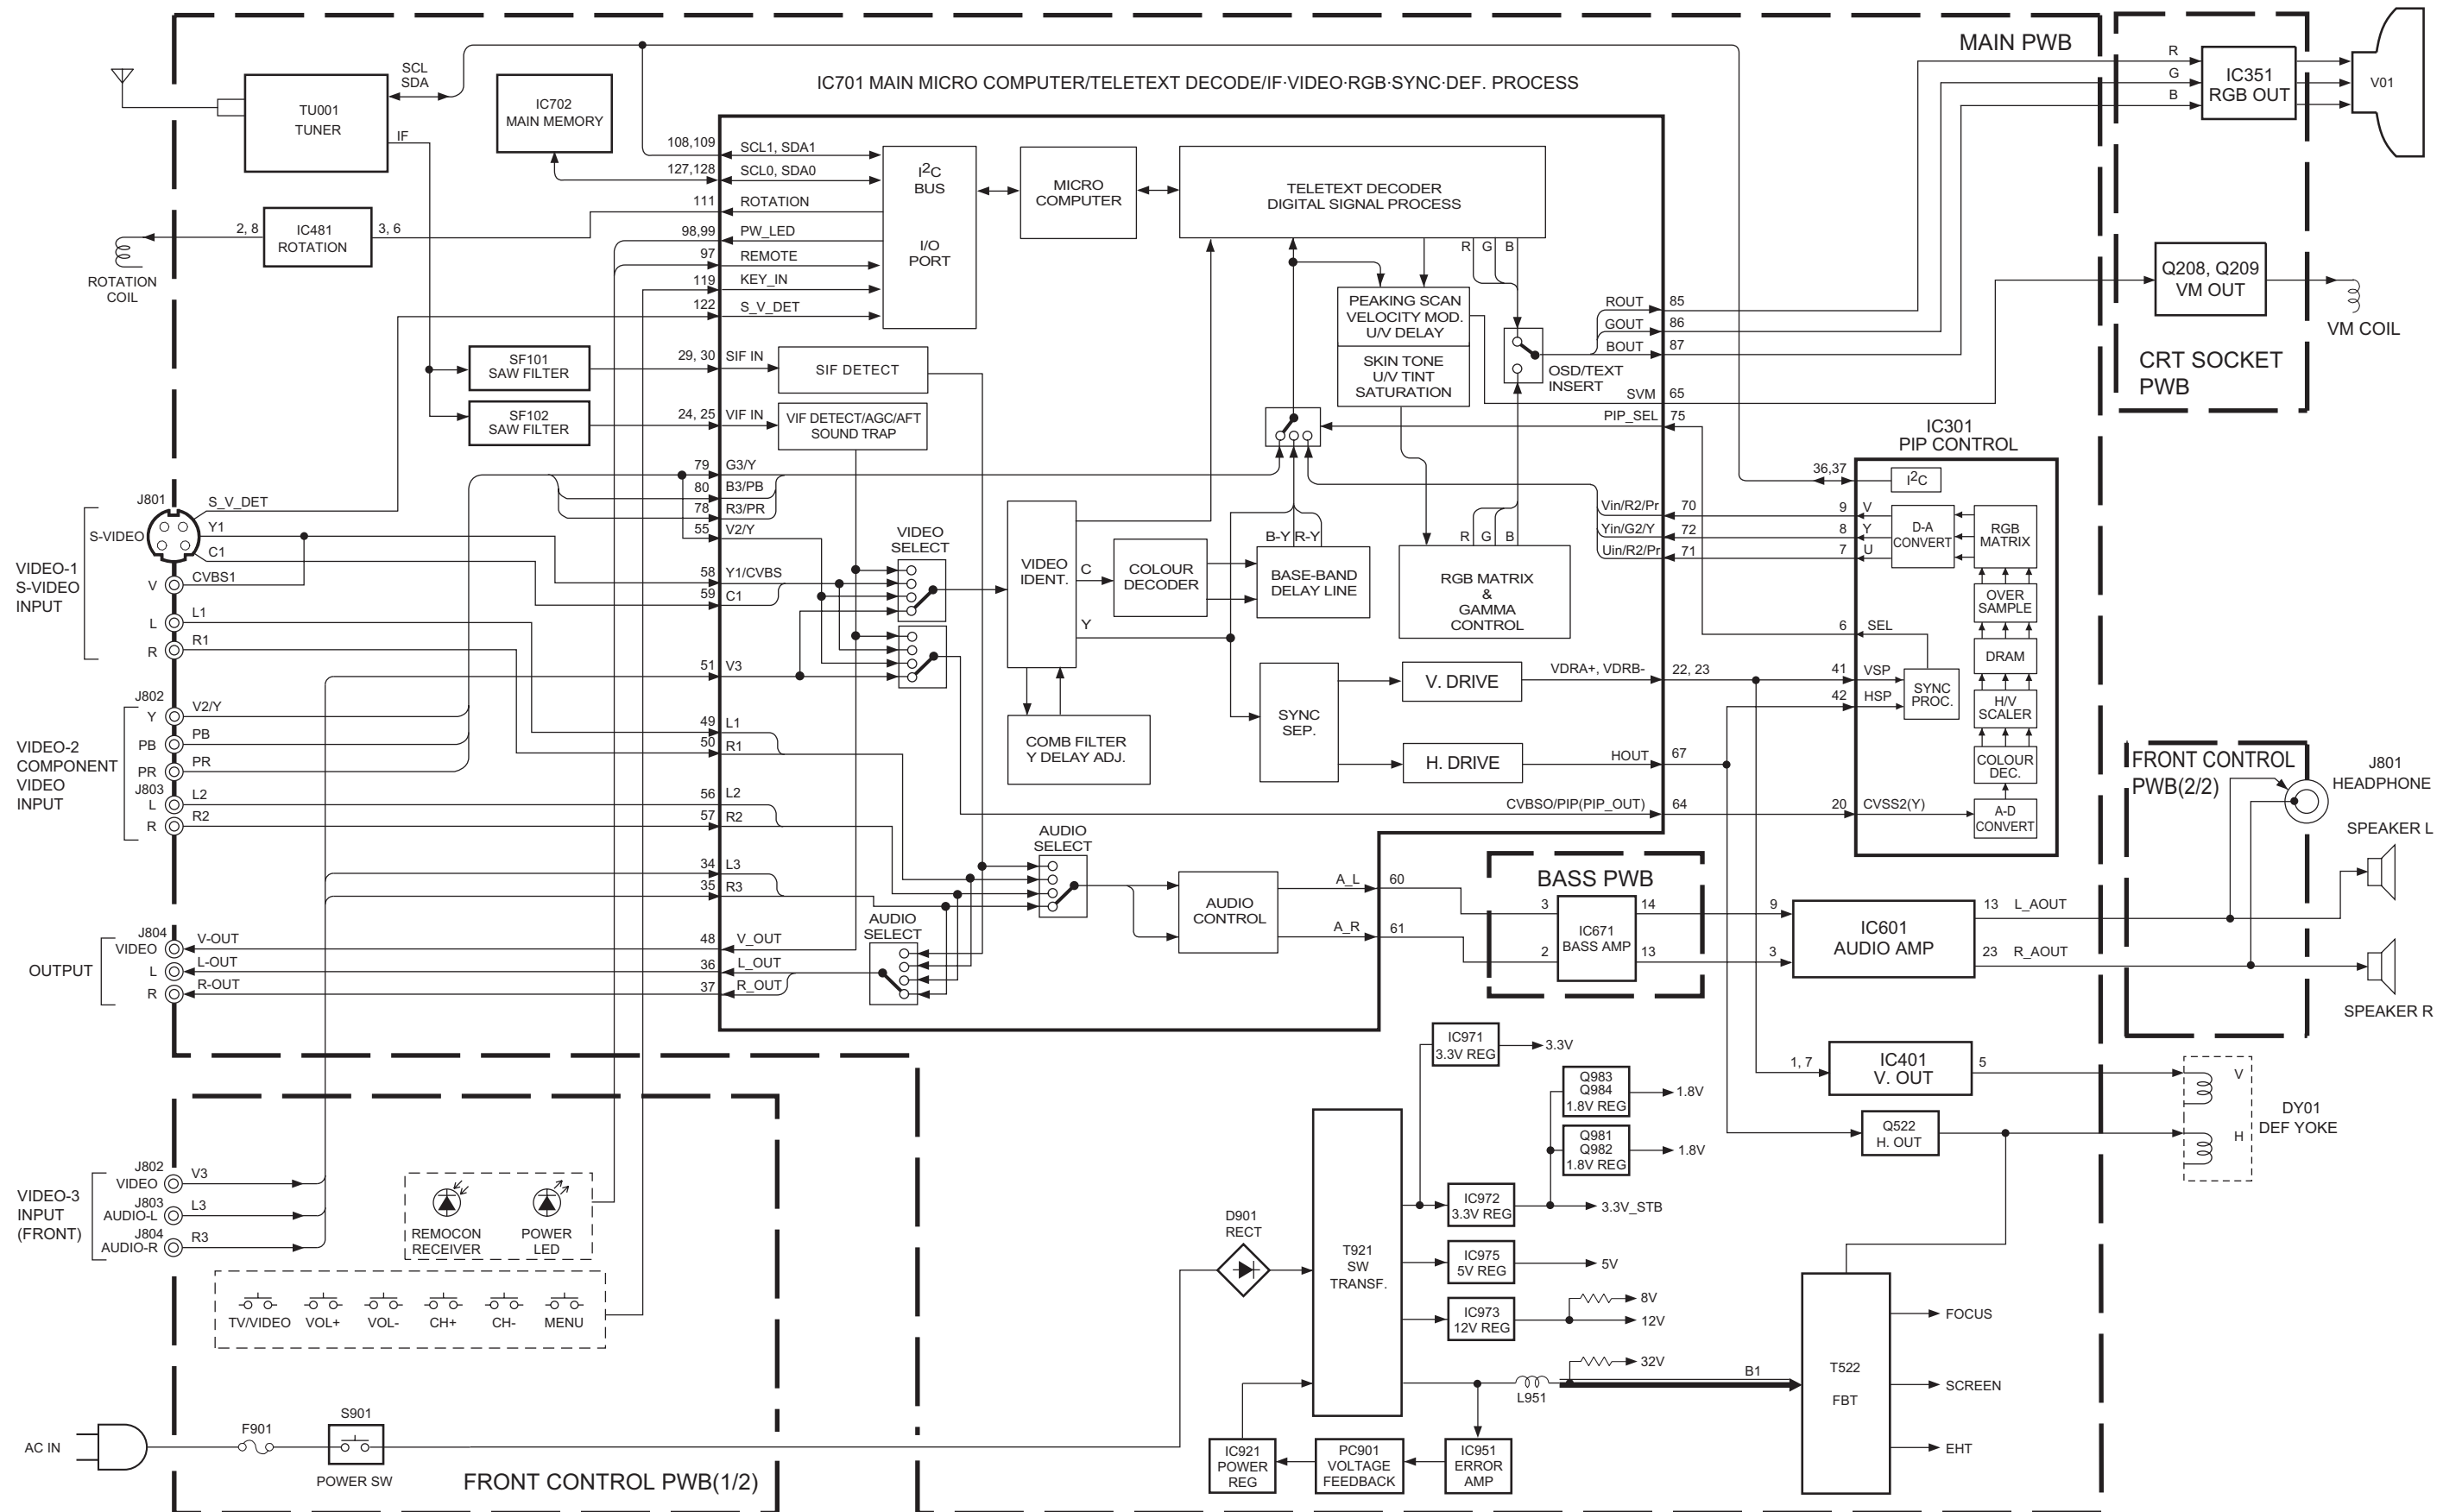 MAIN PWB
IC701 MAIN MICRO COMPUTER/TELETEXT DECODE/IF·VIDEO·RGB·SYNC·DEF. PROCESS
TU001
TUNER
SCL
SDA
IF
IC702
MAIN MEMORY
IC481
ROTATION
2, 8
3, 6
ROTATION
COIL
SF101
SAW FILTER
SF102
SAW FILTER
108,109
SCL1, SDA1
127,128
SCL0, SDA0
111
ROTATION
98,99
PW_LED
97
REMOTE
119
KEY_IN
122
S_V_DET
29, 30
SIF IN
24, 25
VIF IN
I2C
BUS
I/O
PORT
MICRO
COMPUTER
TELETEXT DECODER
DIGITAL SIGNAL PROCESS
R G B
SIF DETECT
VIF DETECT/AGC/AFT
SOUND TRAP
PEAKING SCAN
VELOCITY MOD.
U/V DELAY
SKIN TONE
U/V TINT
SATURATION
OSD/TEXT
INSERT
ROUT 85
GOUT 86
BOUT 87
SVM 65
PIP_SEL 75
R
G
B
IC351
RGB OUT
V01
Q208, Q209
VM OUT
VM COIL
CRT SOCKET
PWB
J801
S-VIDEO
S_V_DET
Y1
C1
V
CVBS1
L
L1
R
R1
VIDEO-1
S-VIDEO
INPUT
J802
Y
V2/Y
PB
PB
PR
PR
J803
L
L2
R
R2
VIDEO-2
COMPONENT
VIDEO
INPUT
79
G3/Y
80
B3/PB
78
R3/PR
55
V2/Y
58
Y1/CVBS
59
C1
51
V3
49
L1
50
R1
56
L2
57
R2
34
L3
35
R3
48
V_OUT
36
L_OUT
37
R_OUT
VIDEO
SELECT
VIDEO
IDENT.
C
Y
COLOUR
DECODER
B-Y R-Y
BASE-BAND
DELAY LINE
R G B
RGB MATRIX
&
GAMMA
CONTROL
COMB FILTER
Y DELAY ADJ.
SYNC
SEP.
V. DRIVE
H. DRIVE
Vin/R2/Pr 70
Yin/G2/Y 72
Uin/R2/Pr 71
VDRA+, VDRB- 22, 23
HOUT 67
CVBSO/PIP(PIP_OUT) 64
IC301
PIP CONTROL
36,37
I2C
9 V
8 Y
7 U
6 SEL
41 VSP
42 HSP
20 CVSS2(Y)
D-A
CONVERT
RGB
MATRIX
OVER
SAMPLE
DRAM
SYNC
PROC.
H/V
SCALER
COLOUR
DEC.
A-D
CONVERT
AUDIO
SELECT
AUDIO
SELECT
AUDIO
CONTROL
A_L 60
A_R 61
BASS PWB
3
2
IC671
BASS AMP
14
13
9
3
IC601
AUDIO AMP
13 L_AOUT
23 R_AOUT
FRONT CONTROL
PWB(2/2)
J801
HEADPHONE
SPEAKER L
SPEAKER R
J804
VIDEO
V-OUT
L
L-OUT
R
R-OUT
OUTPUT
1, 7
IC401
V. OUT
5
Q522
H. OUT
V
H
DY01
DEF YOKE
J802
VIDEO
V3
J803
AUDIO-L
L3
J804
AUDIO-R
R3
VIDEO-3
INPUT
(FRONT)
REMOCON
RECEIVER
POWER
LED
TV/VIDEO
VOL+
VOL-
CH+
CH-
MENU
AC IN
F901
S901
POWER SW
FRONT CONTROL PWB(1/2)
D901
RECT
T921
SW
TRANSF.
IC971
3.3V REG
3.3V
Q983
Q984
1.8V REG
1.8V
Q981
Q982
1.8V REG
1.8V
IC972
3.3V REG
3.3V_STB
IC975
5V REG
5V
IC973
12V REG
8V
12V
32V
L951
B1
IC921
POWER
REG
PC901
VOLTAGE
FEEDBACK
IC951
ERROR
AMP
T522
FBT
FOCUS
SCREEN
EHT